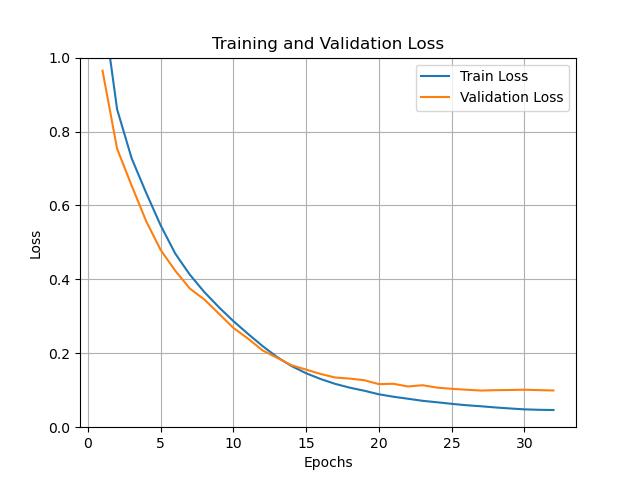 Training and Validation Loss
1.0
0.8
0.6
0.4
0.2
0.0
Loss
Train Loss
Validation Loss
0 5 10 15 20 25 30
Epochs